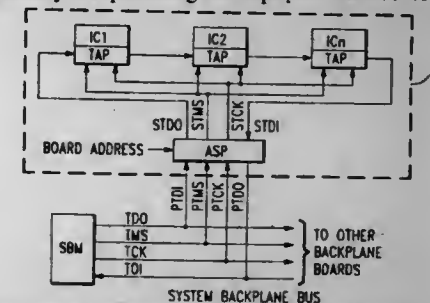 IC1
TAP
IC2
TAP
ICn
TAP
STDO
STMS
STCK
STDI
BOARD ADDRESS
ASP
PTDI
PTMS
PTCK
PTDO
SBM
TDO
TMS
TCK
TDI
TO OTHER
BACKPLANE
BOARDS
SYSTEM BACKPLANE BUS